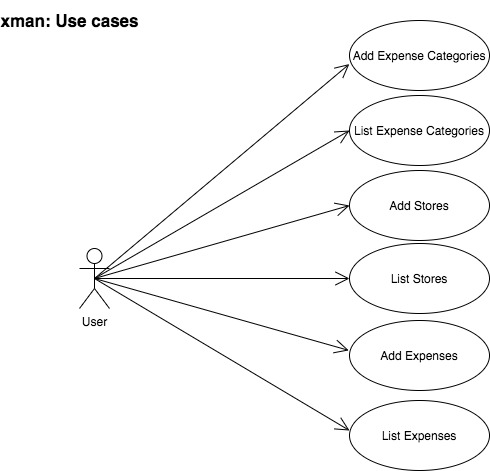 xman: Use cases
Add Expense Categories
List Expense Categories
Add Stores
List Stores
User
Add Expenses
List Expenses